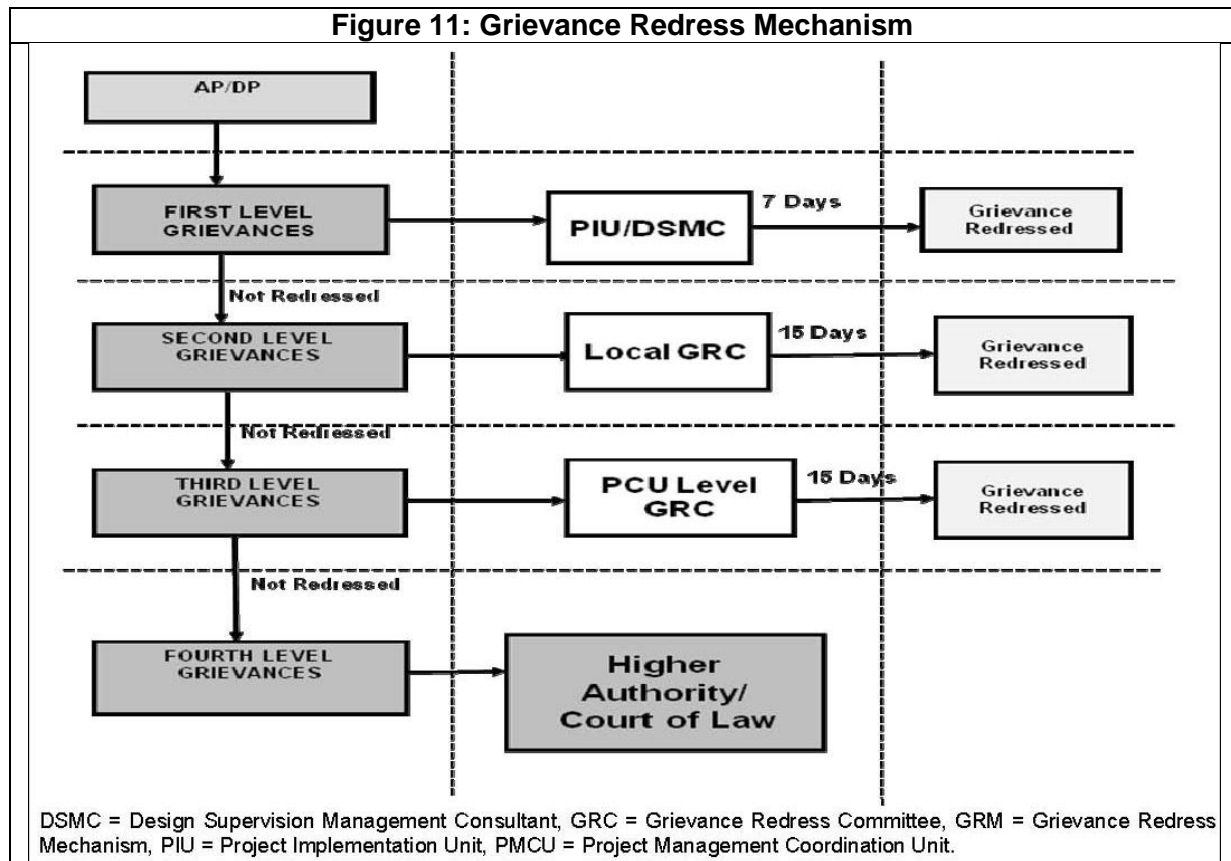 Figure 11: Grievance Redress Mechanism
AP/DP
FIRST LEVEL
GRIEVANCES
PIU/DSMC
7 Days
Grievance
Redressed
Not Redressed
SECOND LEVEL
GRIEVANCES
Local GRC
15 Days
Grievance
Redressed
Not Redressed
THIRD LEVEL
GRIEVANCES
PCU Level
GRC
15 Days
Grievance
Redressed
Not Redressed
FOURTH LEVEL
GRIEVANCES
Higher
Authority/
Court of Law
DSMC = Design Supervision Management Consultant, GRC = Grievance Redress Committee, GRM = Grievance Redress
Mechanism, PIU = Project Implementation Unit, PMCU = Project Management Coordination Unit.